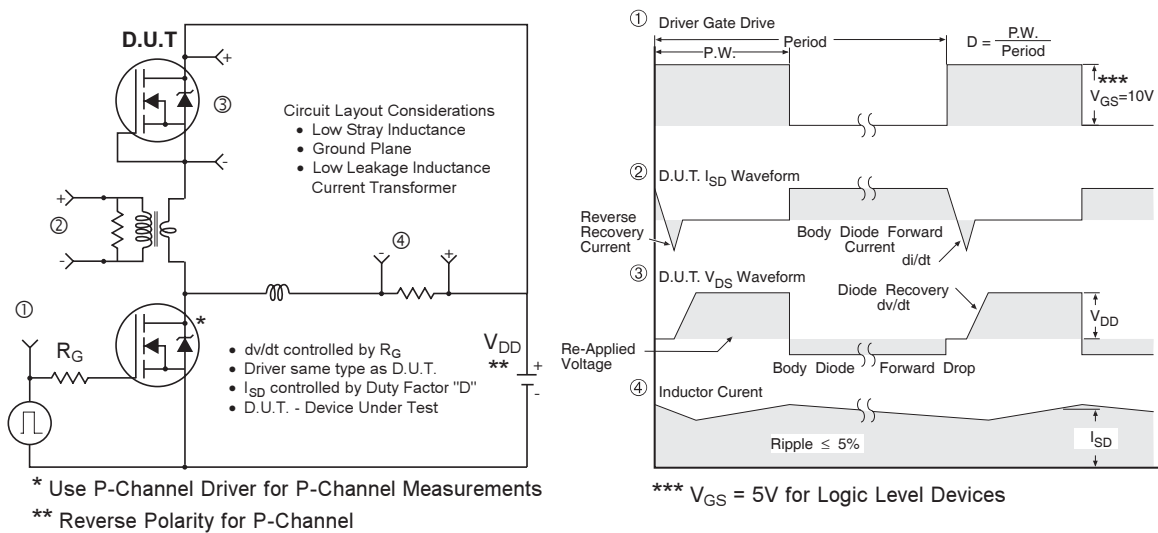 D.U.T
+
③
-
Circuit Layout Considerations
• Low Stray Inductance
• Ground Plane
• Low Leakage Inductance
Current Transformer
+
②
-
④
-
+
①
R_G
*
• dv/dt controlled by R_G
• Driver same type as D.U.T.
• I_SD controlled by Duty Factor "D"
• D.U.T. - Device Under Test
V_DD
**
+
-
* Use P-Channel Driver for P-Channel Measurements
** Reverse Polarity for P-Channel
① Driver Gate Drive
P.W.
Period
D = P.W.
Period
***
V_GS=10V
② D.U.T. I_SD Waveform
Reverse
Recovery
Current
Body Diode Forward
Current
di/dt
③ D.U.T. V_DS Waveform
Diode Recovery
dv/dt
V_DD
Re-Applied
Voltage
Body Diode Forward Drop
④ Inductor Curent
Ripple ≤ 5%
I_SD
*** V_GS = 5V for Logic Level Devices